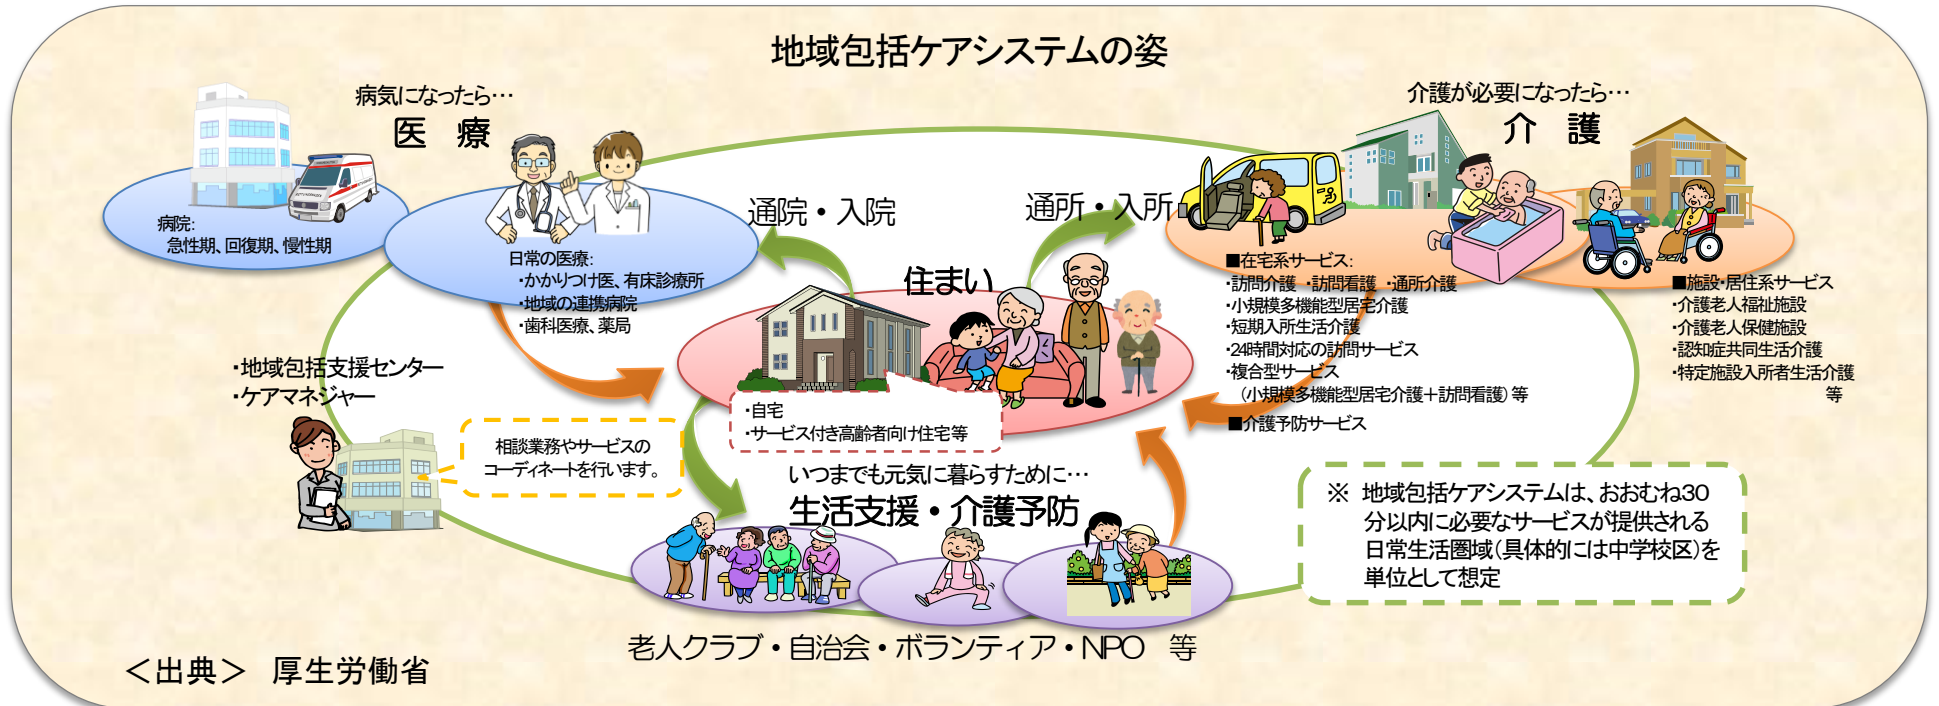 地域包括ケアシステムの姿
病気になったら…
医 療
病院:
急性期、回復期、慢性期
日常の医療:
・かかりつけ医、有床診療所
・地域の連携病院
・歯科医療、薬局
通院・入院
通所・入所
介護が必要になったら…
介 護
■在宅系サービス:
・訪問介護 ・訪問看護 ・通所介護
・小規模多機能型居宅介護
・短期入所生活介護
・24時間対応の訪問サービス
・複合型サービス
(小規模多機能型居宅介護+訪問看護) 等
■介護予防サービス
■施設・居住系サービス
・介護老人福祉施設
・介護老人保健施設
・認知症共同生活介護
・特定施設入所者生活介護
等
住まい
・自宅
・サービス付き高齢者向け住宅等
・地域包括支援センター
・ケアマネジャー
相談業務やサービスの
コーディネートを行います。
いつまでも元気に暮らすために…
生活支援・介護予防
老人クラブ・自治会・ボランティア・NPO 等
※ 地域包括ケアシステムは、おおむね30
分以内に必要なサービスが提供される
日常生活圏域(具体的には中学校区)を
単位として想定
<出典> 厚生労働省